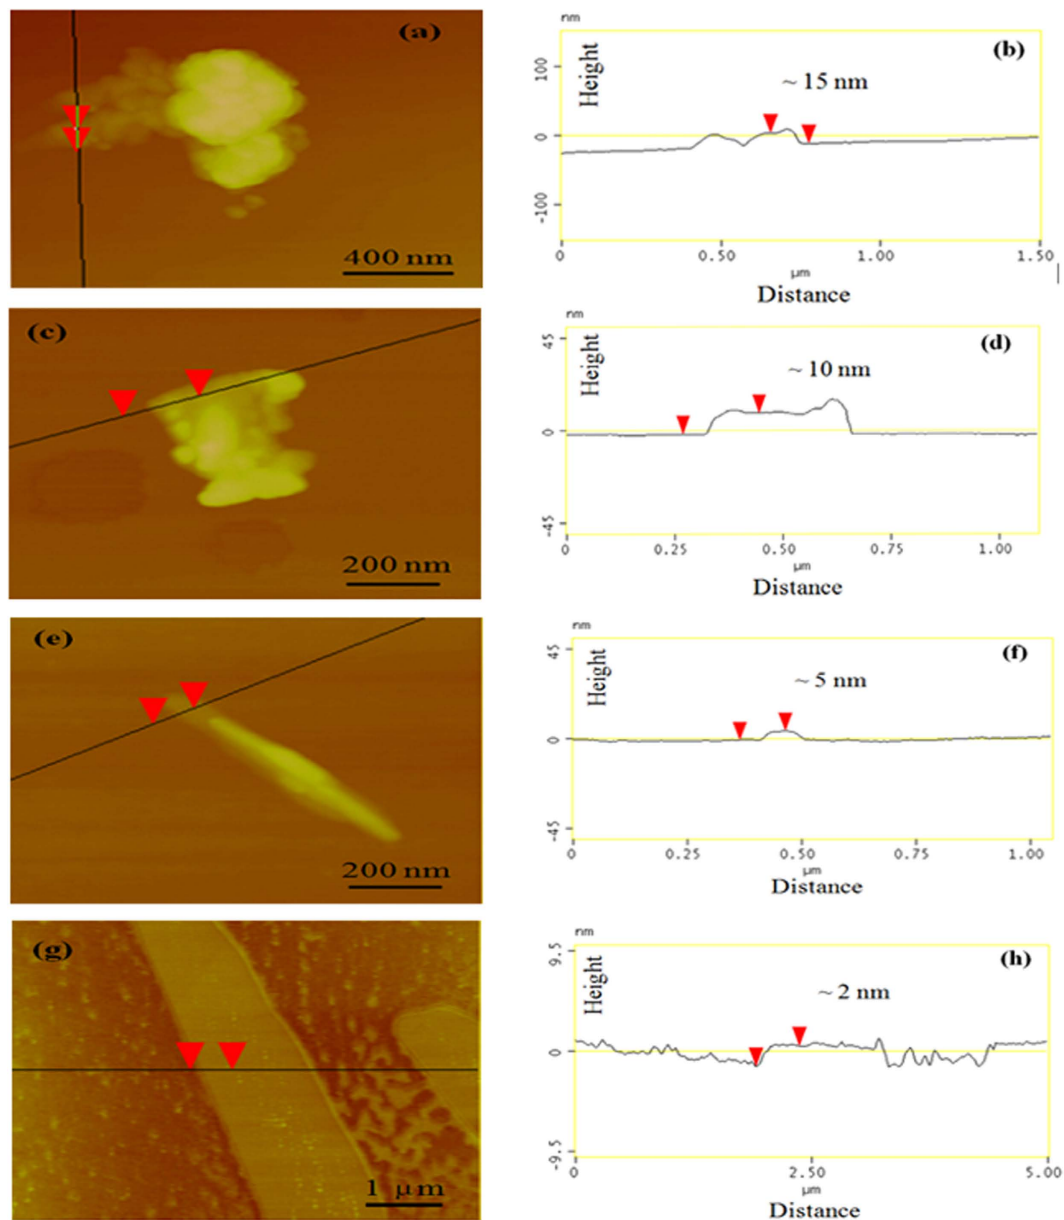 (a)
400 nm
nm
Height
(b)
~ 15 nm
100
0
-100
0
0.50
1.00
1.50
µm
Distance
(c)
200 nm
nm
Height
(d)
~ 10 nm
45
0
-45
0
0.25
0.50
0.75
1.00
µm
Distance
(e)
200 nm
nm
Height
(f)
~ 5 nm
45
0
-45
0
0.25
0.50
0.75
1.00
µm
Distance
(g)
1 µm
nm
Height
(h)
~ 2 nm
9.5
0
-9.5
0
2.50
5.00
µm
Distance